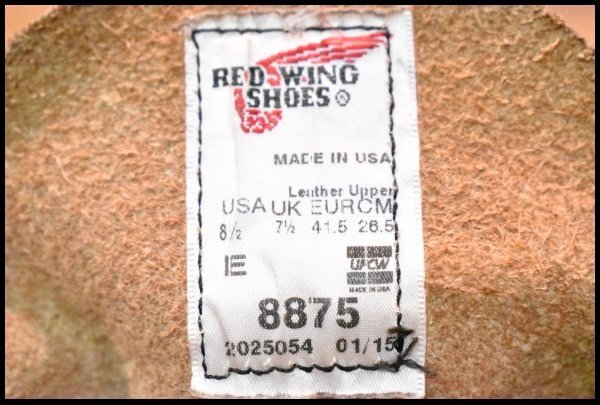 RED WING
SHOES®
MADE IN USA
Leather Upper
USA UK EUR CM
8½ 7½ 41.5 26.5
E
UFCW
MADE IN USA
8875
2025054 01/15